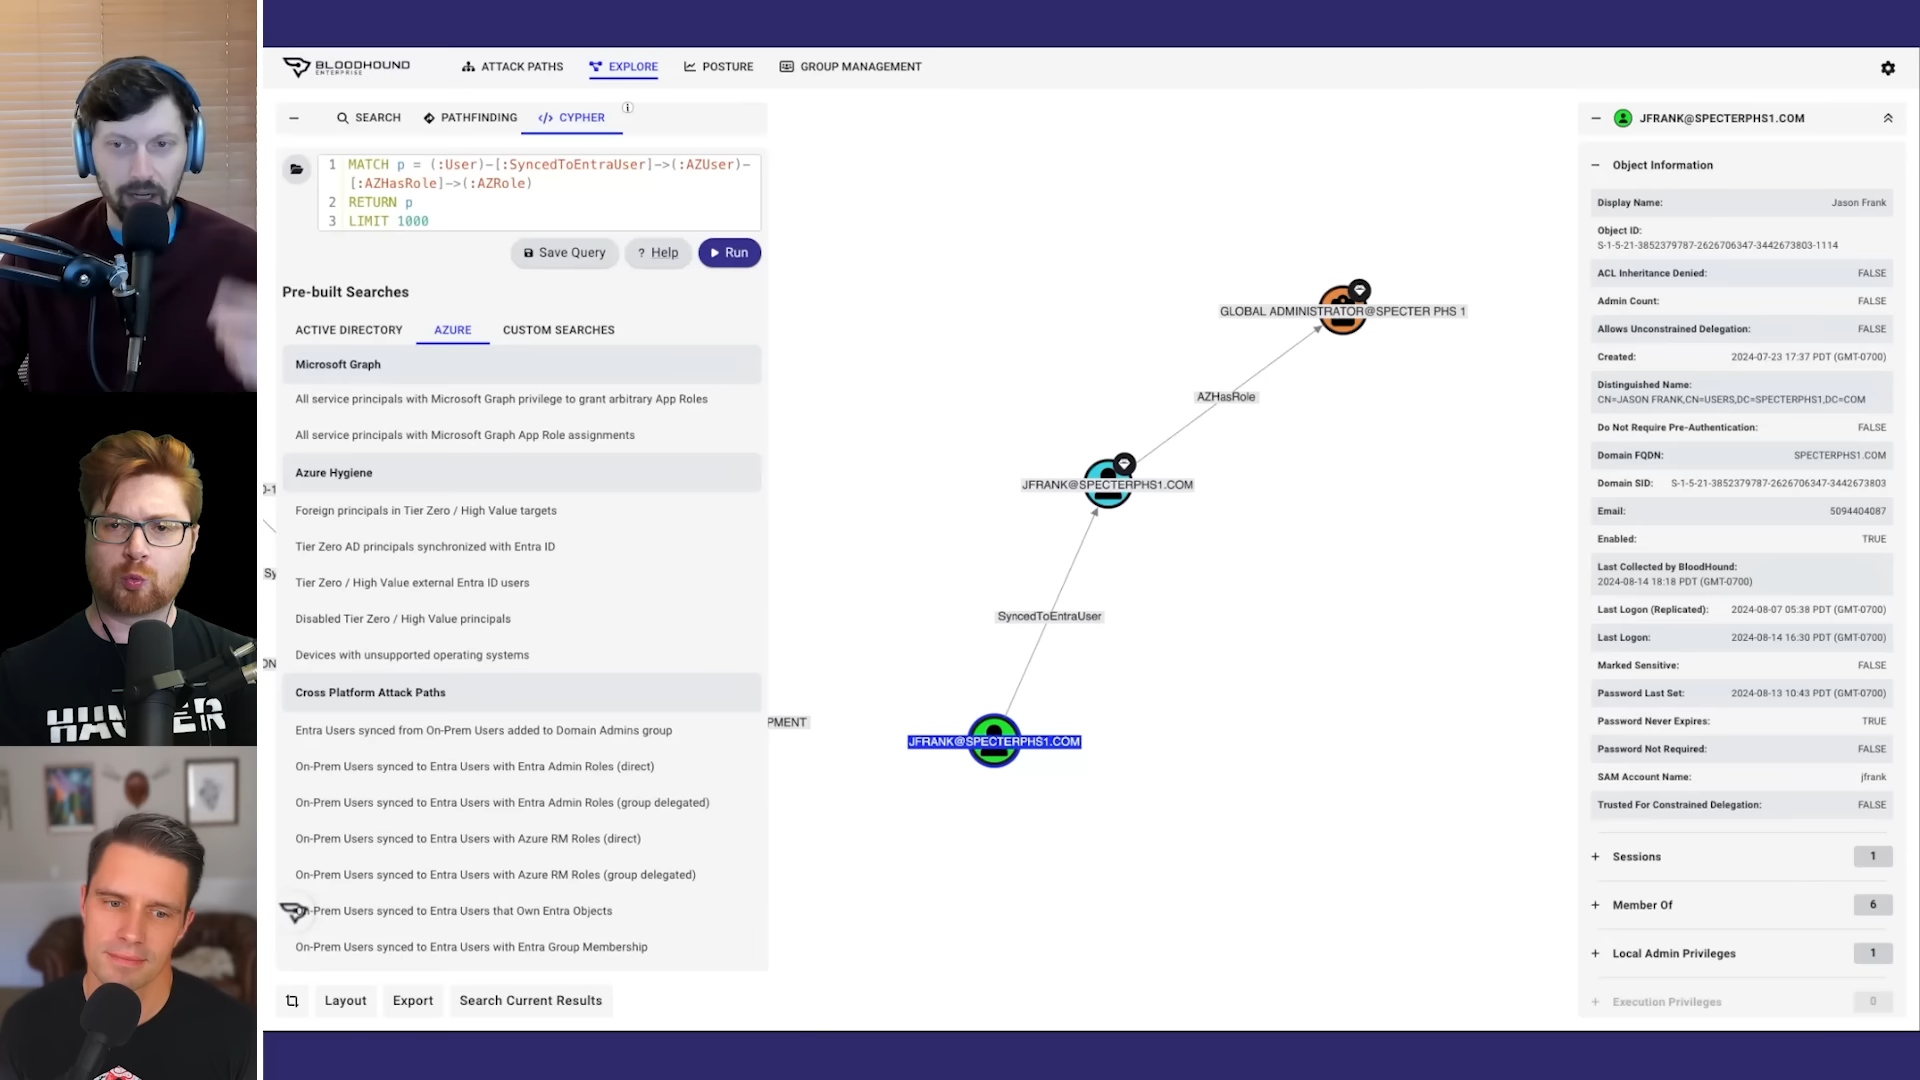 BLOODHOUND
ENTERPRISE
ATTACK PATHS
EXPLORE
POSTURE
GROUP MANAGEMENT
SEARCH
PATHFINDING
CYPHER
1 MATCH p = (:User)-[:SyncedToEntraUser]->(:AZUser)-
[:AZHasRole]->(:AZRole)
2 RETURN p
3 LIMIT 1000
Save Query
? Help
Run
Pre-built Searches
ACTIVE DIRECTORY
AZURE
CUSTOM SEARCHES
Microsoft Graph
All service principals with Microsoft Graph privilege to grant arbitrary App Roles
All service principals with Microsoft Graph App Role assignments
Azure Hygiene
Foreign principals in Tier Zero / High Value targets
Tier Zero AD principals synchronized with Entra ID
Tier Zero / High Value external Entra ID users
Disabled Tier Zero / High Value principals
Devices with unsupported operating systems
Cross Platform Attack Paths
Entra Users synced from On-Prem Users added to Domain Admins group
On-Prem Users synced to Entra Users with Entra Admin Roles (direct)
On-Prem Users synced to Entra Users with Entra Admin Roles (group delegated)
On-Prem Users synced to Entra Users with Azure RM Roles (direct)
On-Prem Users synced to Entra Users with Azure RM Roles (group delegated)
On-Prem Users synced to Entra Users that Own Entra Objects
On-Prem Users synced to Entra Users with Entra Group Membership
Layout
Export
Search Current Results
GLOBAL ADMINISTRATOR@SPECTER PHS 1
AZHasRole
JFRANK@SPECTERPHS1.COM
SyncedToEntraUser
PMENT
JFRANK@SPECTERPHS1.COM
JFRANK@SPECTERPHS1.COM
Object Information
Display Name: Jason Frank
Object ID:
S-1-5-21-3852379787-2626706347-3442673803-1114
ACL Inheritance Denied: FALSE
Admin Count: FALSE
Allows Unconstrained Delegation: FALSE
Created: 2024-07-23 17:37 PDT (GMT-0700)
Distinguished Name:
CN=JASON FRANK,CN=USERS,DC=SPECTERPHS1,DC=COM
Do Not Require Pre-Authentication: FALSE
Domain FQDN: SPECTERPHS1.COM
Domain SID: S-1-5-21-3852379787-2626706347-3442673803
Email: 5094404087
Enabled: TRUE
Last Collected by BloodHound:
2024-08-14 18:18 PDT (GMT-0700)
Last Logon (Replicated): 2024-08-07 05:38 PDT (GMT-0700)
Last Logon: 2024-08-14 16:30 PDT (GMT-0700)
Marked Sensitive: FALSE
Password Last Set: 2024-08-13 10:43 PDT (GMT-0700)
Password Never Expires: TRUE
Password Not Required: FALSE
SAM Account Name: jfrank
Trusted For Constrained Delegation: FALSE
Sessions 1
Member Of 6
Local Admin Privileges 1
Execution Privileges 0